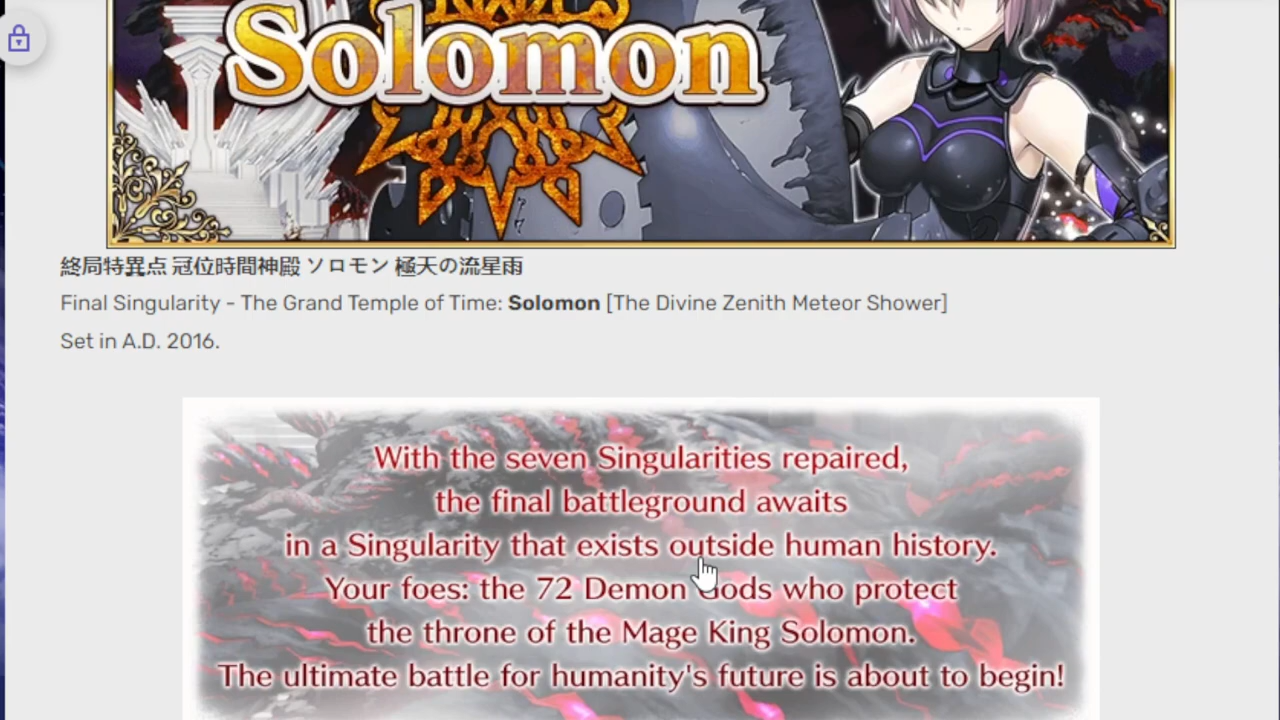 Solomon
終局特異点 冠位時間神殿 ソロモン 極天の流星雨
Final Singularity - The Grand Temple of Time: Solomon [The Divine Zenith Meteor Shower]
Set in A.D. 2016.
With the seven Singularities repaired,
the final battleground awaits
in a Singularity that exists outside human history.
Your foes: the 72 Demon Gods who protect
the throne of the Mage King Solomon.
The ultimate battle for humanity's future is about to begin!